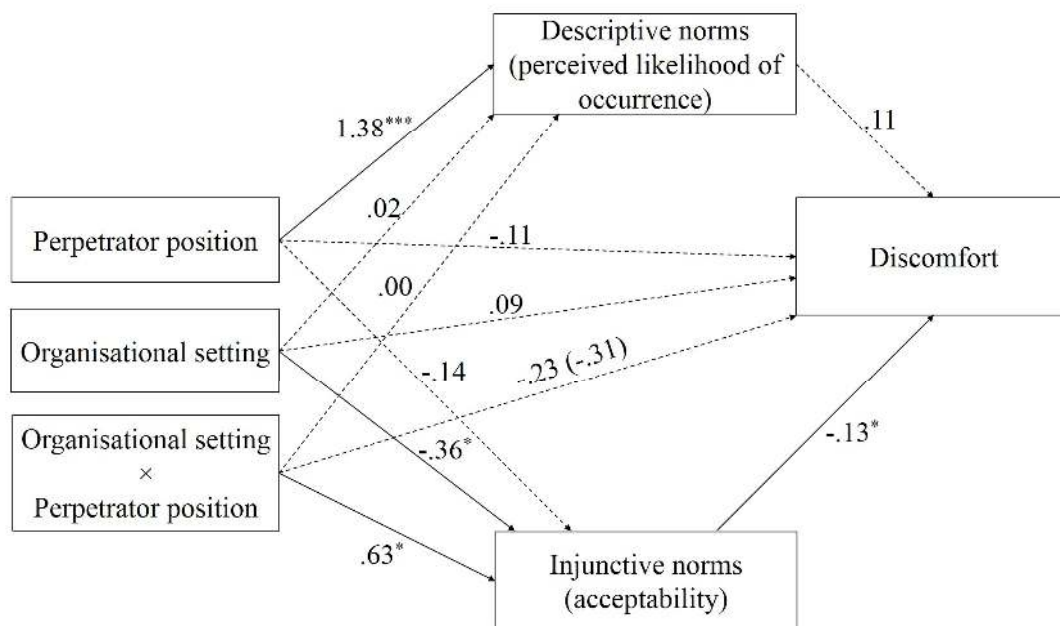 Descriptive norms
(perceived likelihood of
occurrence)
1.38***
.11
.02
Perpetrator position
-.11
Discomfort
.00
.09
Organisational setting
-.14
-.23 (-.31)
-.36*
-.13*
Organisational setting
×
Perpetrator position
.63*
Injunctive norms
(acceptability)